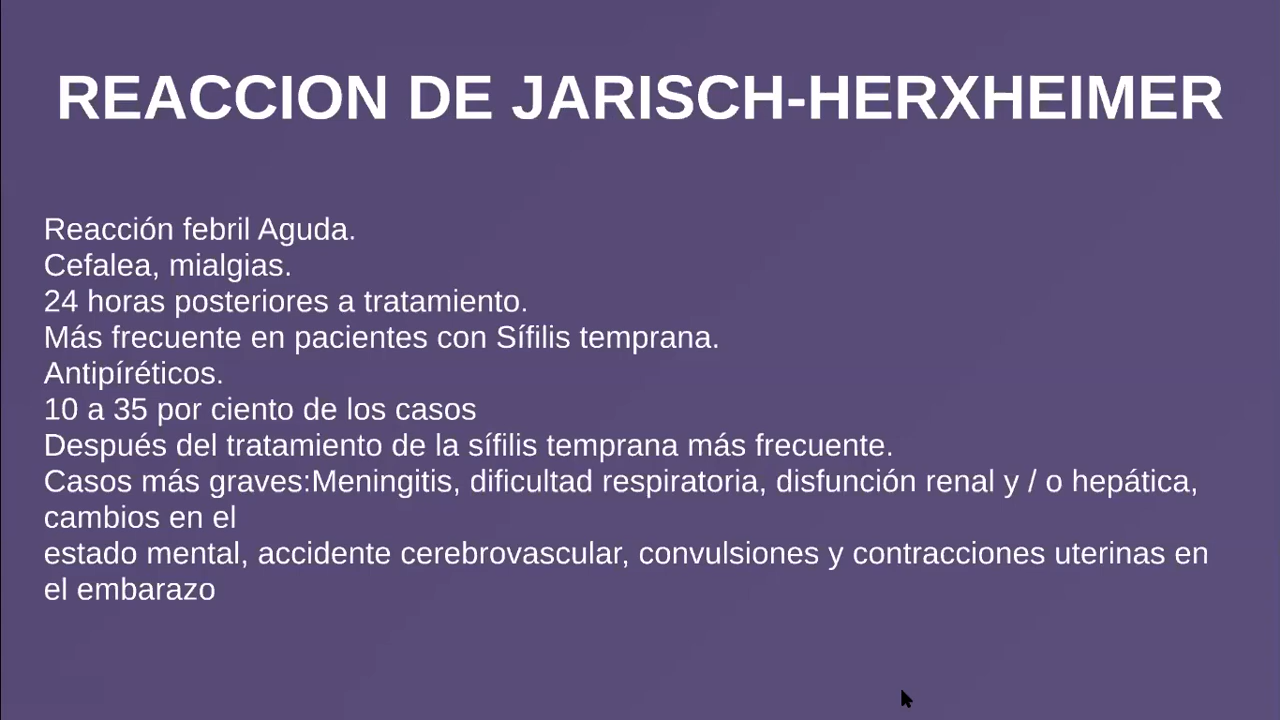 REACCION DE JARISCH-HERXHEIMER
Reacción febril Aguda.
Cefalea, mialgias.
24 horas posteriores a tratamiento.
Más frecuente en pacientes con Sífilis temprana.
Antipíréticos.
10 a 35 por ciento de los casos
Después del tratamiento de la sífilis temprana más frecuente.
Casos más graves:Meningitis, dificultad respiratoria, disfunción renal y / o hepática,
cambios en el
estado mental, accidente cerebrovascular, convulsiones y contracciones uterinas en
el embarazo